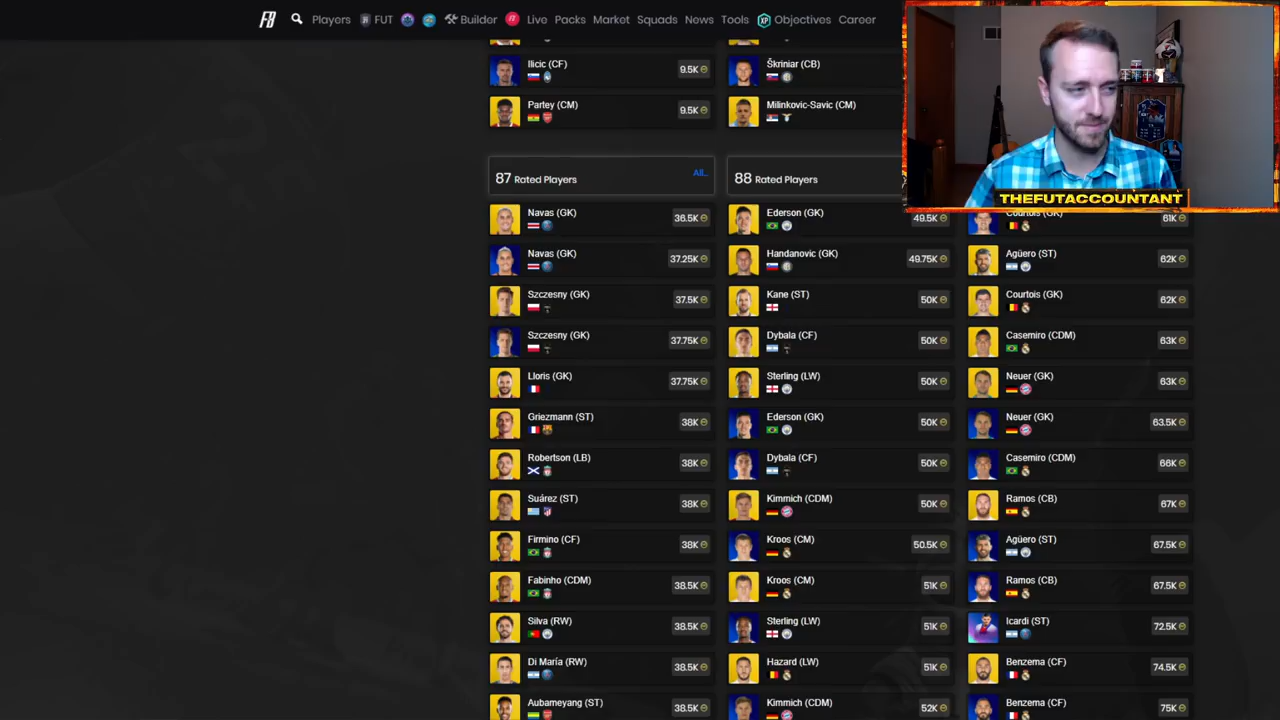 FB Players FUT Builder Live Packs Market Squads News Tools XP Objectives Career
THEFUTACCOUNTANT
Ilicic (CF) 9.5K
Partey (CM) 9.5K
Škriniar (CB)
Milinkovic-Savic (CM)
87 Rated Players All...
Navas (GK) 36.5K
Navas (GK) 37.25K
Szczesny (GK) 37.5K
Szczesny (GK) 37.75K
Lloris (GK) 37.75K
Griezmann (ST) 38K
Robertson (LB) 38K
Suárez (ST) 38K
Firmino (CF) 38K
Fabinho (CDM) 38.5K
Silva (RW) 38.5K
Di María (RW) 38.5K
Aubameyang (ST) 38.5K
88 Rated Players
Ederson (GK) 49.5K
Handanovic (GK) 49.75K
Kane (ST) 50K
Dybala (CF) 50K
Sterling (LW) 50K
Ederson (GK) 50K
Dybala (CF) 50K
Kimmich (CDM) 50K
Kroos (CM) 50.5K
Kroos (CM) 51K
Sterling (LW) 51K
Hazard (LW) 51K
Kimmich (CDM) 52K
Courtois (GK) 61K
Agüero (ST) 62K
Courtois (GK) 62K
Casemiro (CDM) 63K
Neuer (GK) 63K
Neuer (GK) 63.5K
Casemiro (CDM) 66K
Ramos (CB) 67K
Agüero (ST) 67.5K
Ramos (CB) 67.5K
Icardi (ST) 72.5K
Benzema (CF) 74.5K
Benzema (CF) 75K